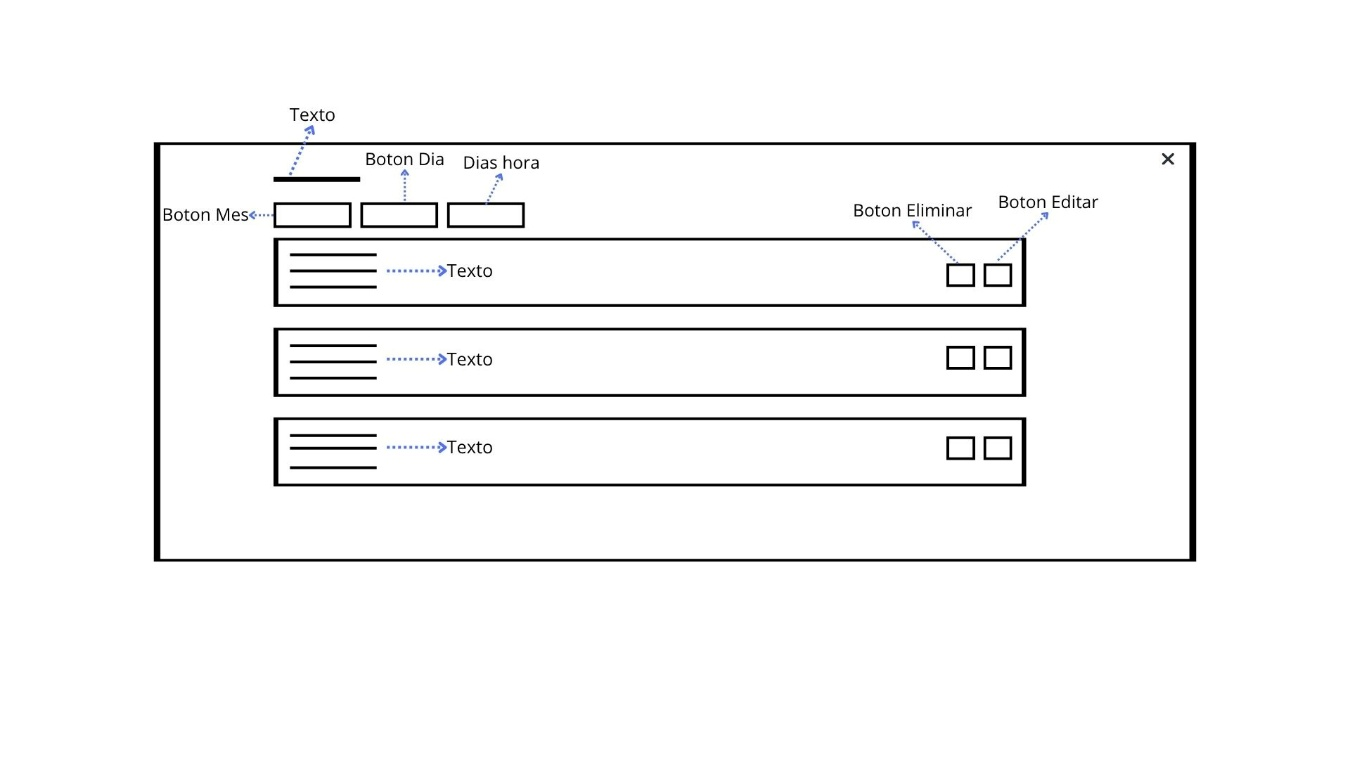 Texto
Boton Dia
Dias hora
Boton Mes
Boton Eliminar
Boton Editar
Texto
Texto
Texto